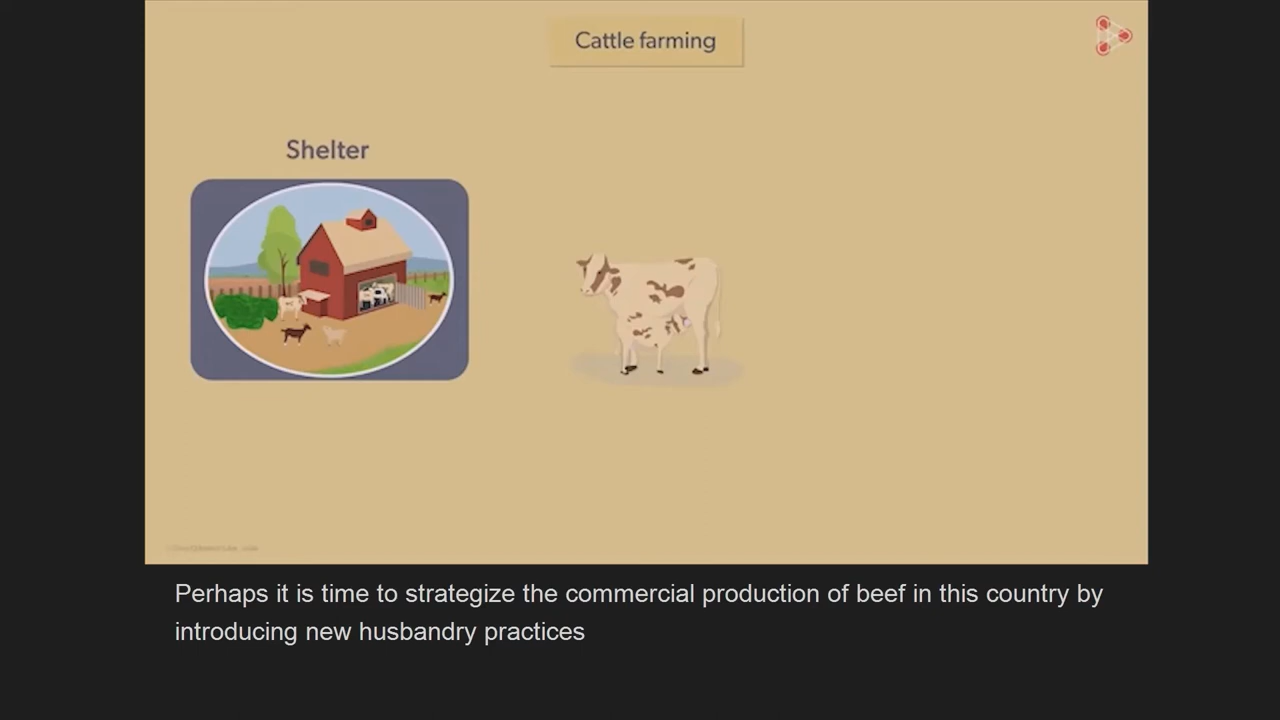 Cattle farming
Shelter
Perhaps it is time to strategize the commercial production of beef in this country by
introducing new husbandry practices